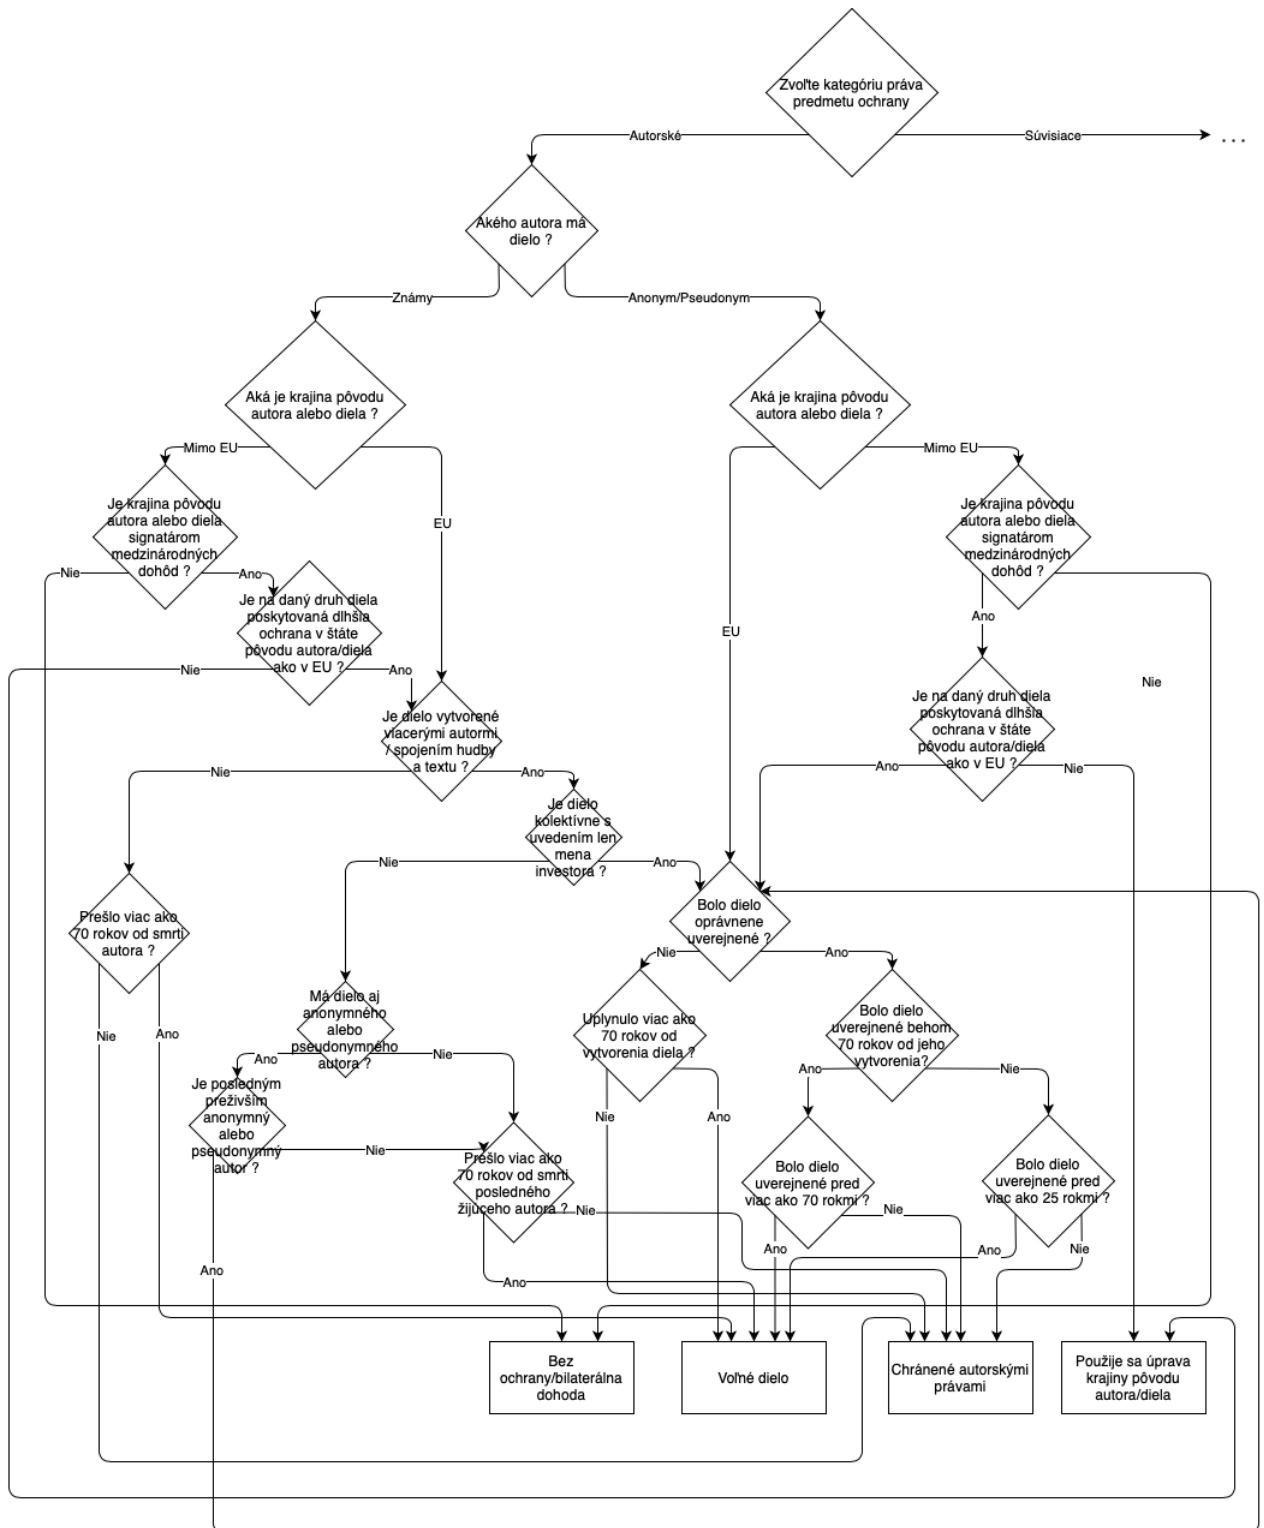 Zvoľte kategóriu práva
predmetu ochrany
Autorské
Súvisiace
...
Akého autora má
dielo ?
Známy
Anonym/Pseudonym
Aká je krajina pôvodu
autora alebo diela ?
Aká je krajina pôvodu
autora alebo diela ?
Mimo EU
EU
Mimo EU
EU
Je krajina pôvodu
autora alebo diela
signatárom
medzinárodných
dohôd ?
Je krajina pôvodu
autora alebo diela
signatárom
medzinárodných
dohôd ?
Nie
Ano
Ano
Nie
Je na daný druh diela
poskytovaná dlhšia
ochrana v štáte
pôvodu autora/diela
ako v EU ?
Nie
Ano
Je na daný druh diela
poskytovaná dlhšia
ochrana v štáte
pôvodu autora/diela
ako v EU ?
Ano
Nie
Je dielo vytvorené
viacerými autormi
/ spojením hudby
a textu ?
Nie
Ano
Je dielo
kolektívne s
uvedením len
mena
investora ?
Nie
Ano
Prešlo viac ako
70 rokov od smrti
autora ?
Nie
Ano
Bolo dielo
oprávnene
uverejnené ?
Nie
Ano
Má dielo aj
anonymného
alebo
pseudonymného
autora ?
Ano
Nie
Uplynulo viac ako
70 rokov od
vytvorenia diela ?
Nie
Ano
Bolo dielo
uverejnené behom
70 rokov od jeho
vytvorenia?
Ano
Nie
Je posledným
preživším
anonymný
alebo
pseudonymný
autor ?
Nie
Ano
Prešlo viac ako
70 rokov od smrti
posledného
žijúceho autora ?
Nie
Ano
Bolo dielo
uverejnené pred
viac ako 70 rokmi ?
Ano
Nie
Bolo dielo
uverejnené pred
viac ako 25 rokmi ?
Ano
Nie
Bez
ochrany/bilaterálna
dohoda
Voľné dielo
Chránené autorskými
právami
Použije sa úprava
krajiny pôvodu
autora/diela